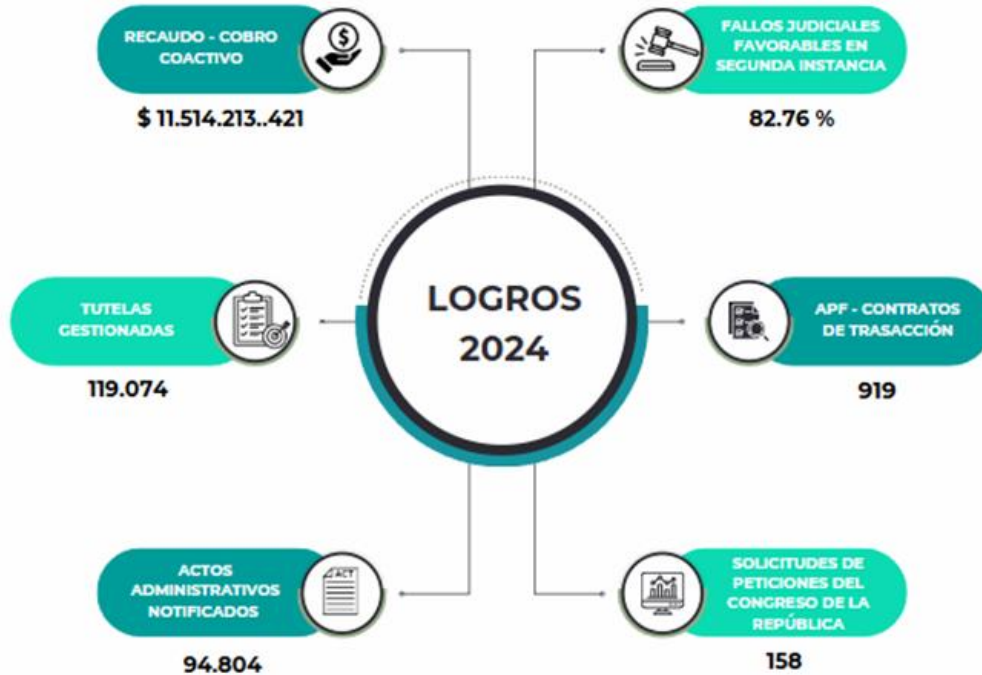 RECAUDO - COBRO
COACTIVO
$ 11.514.213..421
FALLOS JUDICIALES
FAVORABLES EN
SEGUNDA INSTANCIA
82.76 %
LOGROS
2024
TUTELAS
GESTIONADAS
119.074
APF - CONTRATOS
DE TRASACCIÓN
919
ACTOS
ADMINISTRATIVOS
NOTIFICADOS
ACT
94.804
SOLICITUDES DE
PETICIONES DEL
CONGRESO DE LA
REPÚBLICA
158